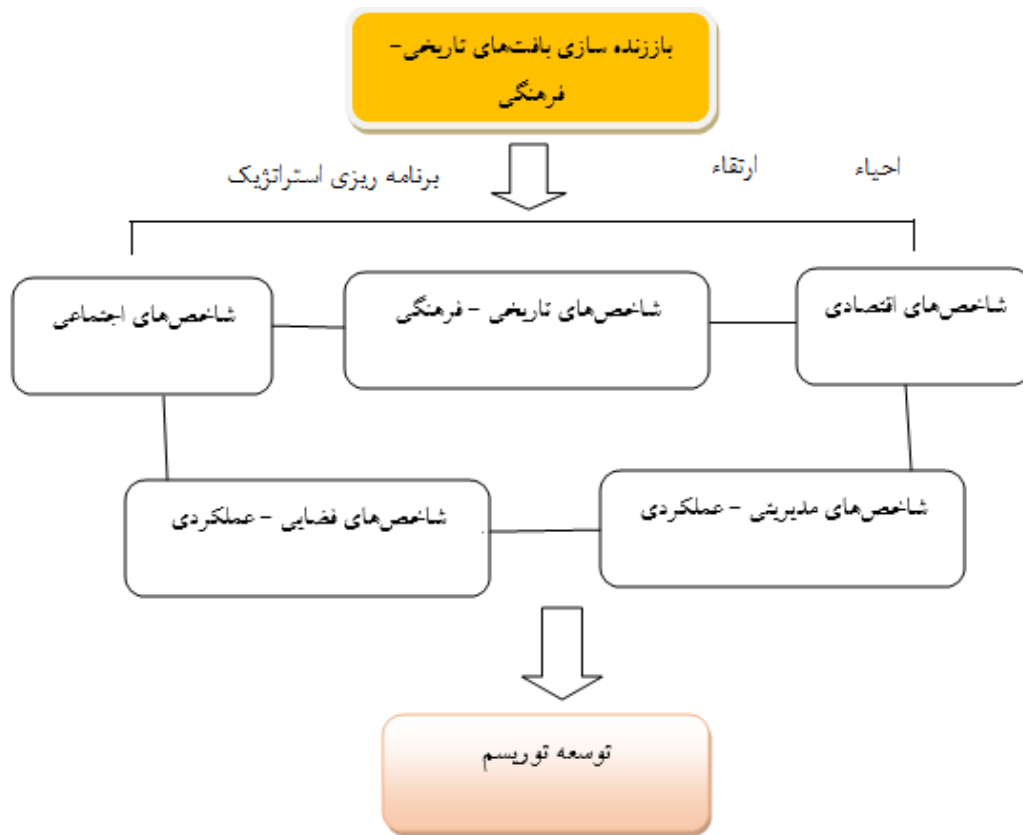 باززنده سازی بافت‌های تاریخی-
فرهنگی
احیاء
ارتقاء
برنامه ریزی استراتژیک
شاخص‌های اقتصادی
شاخص‌های تاریخی - فرهنگی
شاخص‌های اجتماعی
شاخص‌های مدیریتی - عملکردی
شاخص‌های فضایی - عملکردی
توسعه توریسم